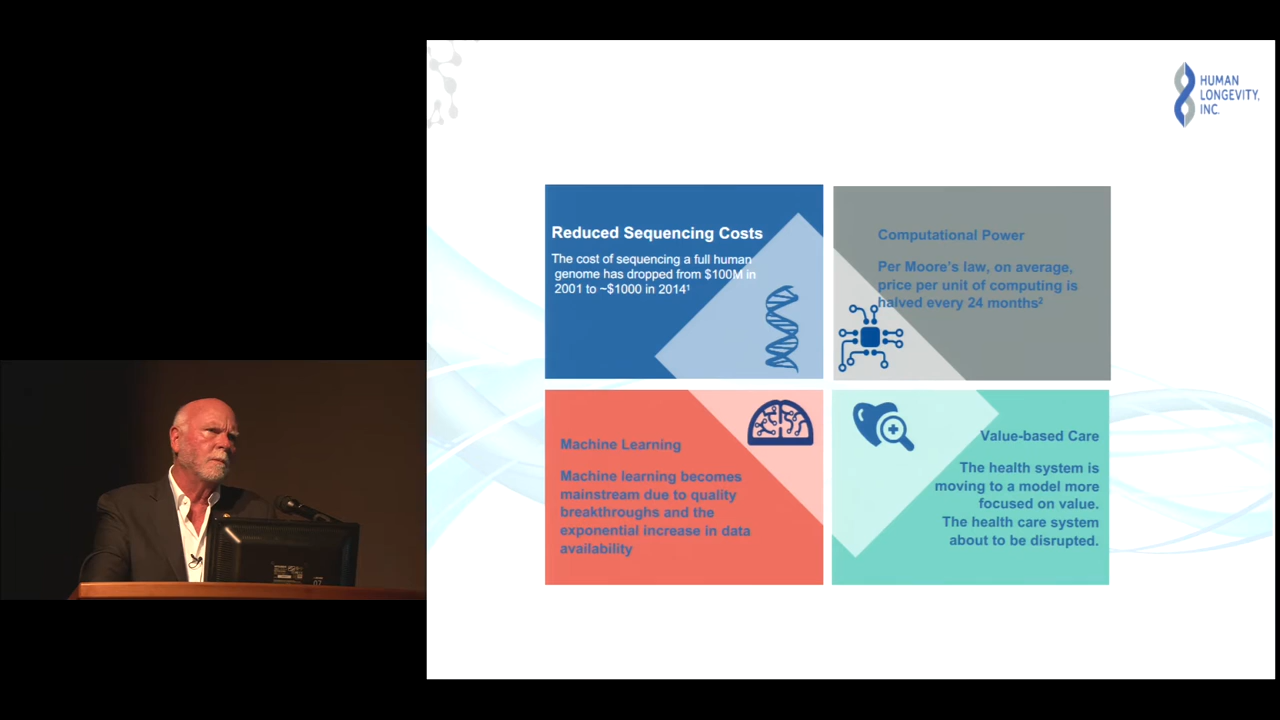 HUMAN
LONGEVITY,
INC.
Reduced Sequencing Costs
The cost of sequencing a full human
genome has dropped from $100M in
2001 to ~$1000 in 2014¹
Computational Power
Per Moore's law, on average,
price per unit of computing is
halved every 24 months²
Machine Learning
Machine learning becomes
mainstream due to quality
breakthroughs and the
exponential increase in data
availability
Value-based Care
The health system is
moving to a model more
focused on value.
The health care system
about to be disrupted.